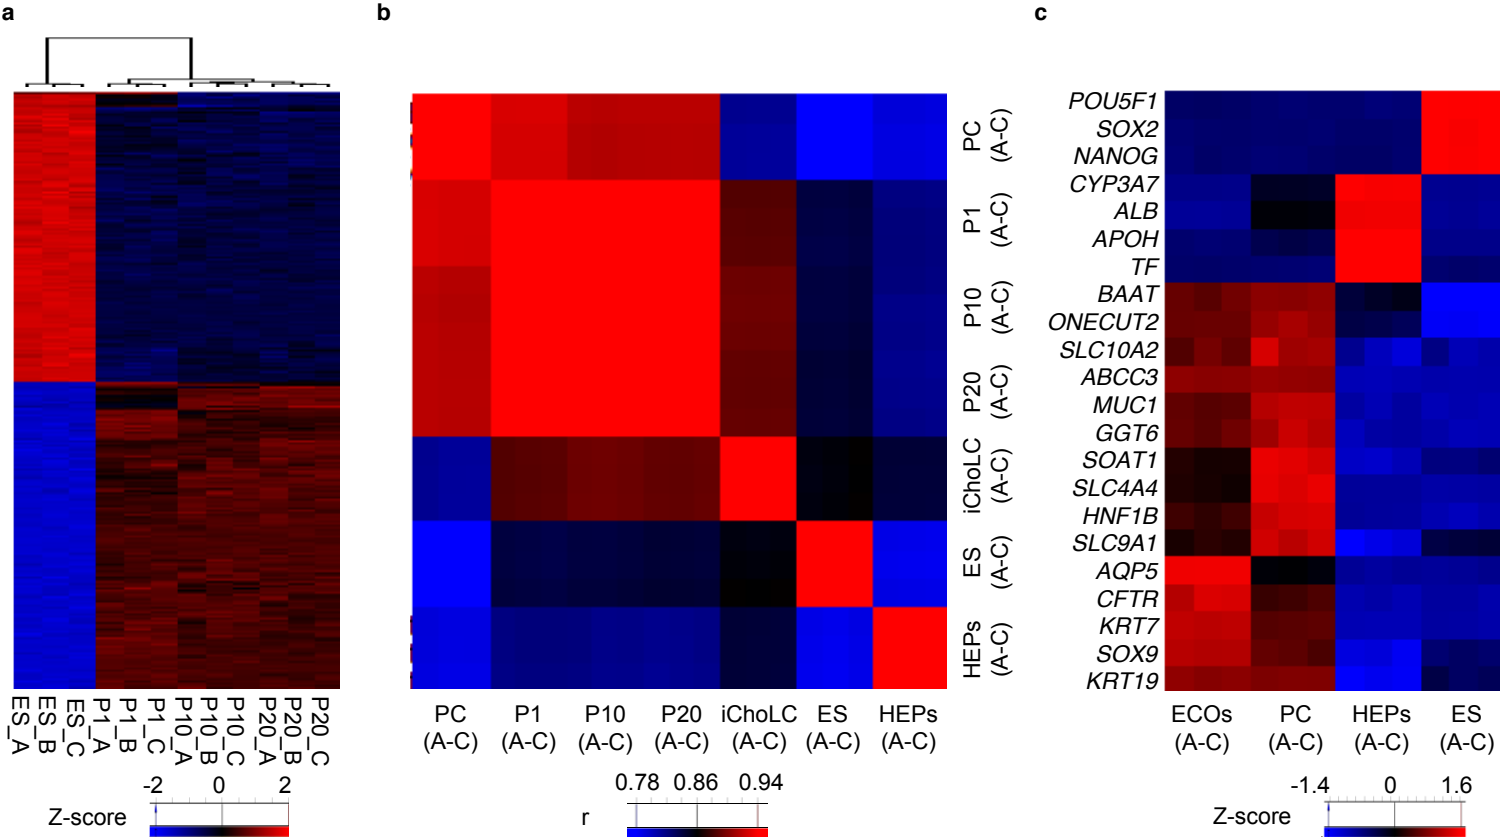 a
b
c
ES_A
ES_B
ES_C
P1_A
P1_B
P1_C
P10_A
P10_B
P10_C
P20_A
P20_B
P20_C
-2 0 2
Z-score
PC
(A-C)
P1
(A-C)
P10
(A-C)
P20
(A-C)
iChoLC
(A-C)
ES
(A-C)
HEPs
(A-C)
PC P1 P10 P20 iChoLC ES HEPs
(A-C) (A-C) (A-C) (A-C) (A-C) (A-C) (A-C)
0.78 0.86 0.94
r
POU5F1
SOX2
NANOG
CYP3A7
ALB
APOH
TF
BAAT
ONECUT2
SLC10A2
ABCC3
MUC1
GGT6
SOAT1
SLC4A4
HNF1B
SLC9A1
AQP5
CFTR
KRT7
SOX9
KRT19
ECOs PC HEPs ES
(A-C) (A-C) (A-C) (A-C)
-1.4 0 1.6
Z-score